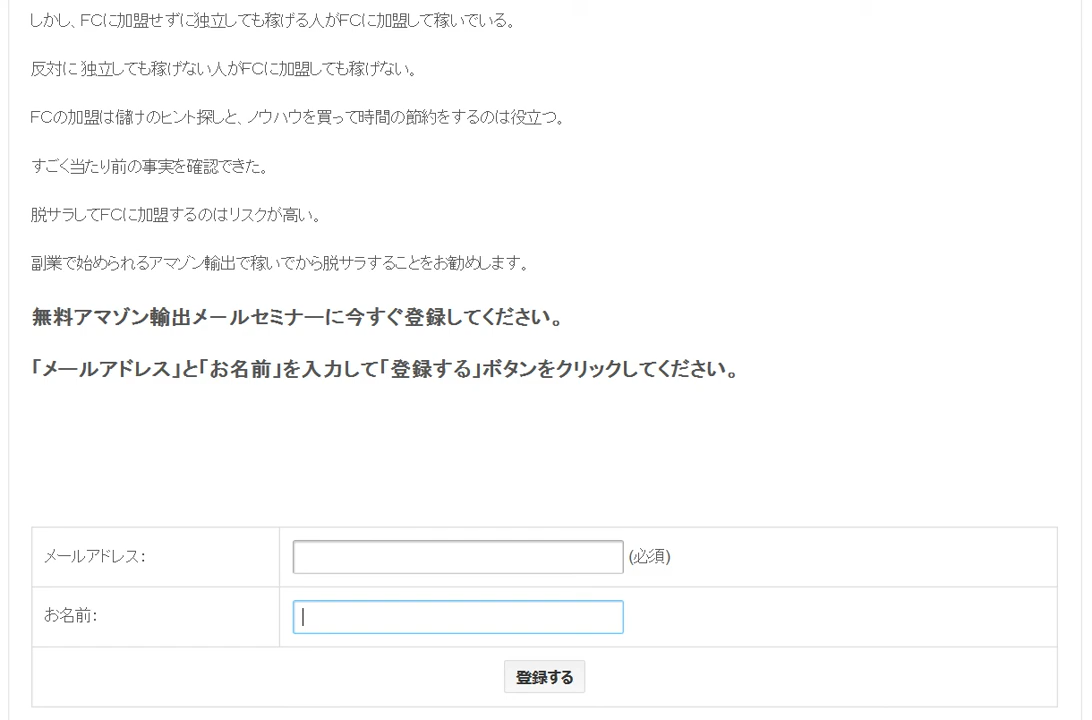 しかし、FCに加盟せずに独立しても稼げる人がFCに加盟して稼いでいる。
反対に独立しても稼げない人がFCに加盟しても稼げない。
FCの加盟は儲けのヒント探しと、ノウハウを買って時間の節約をするのは役立つ。
すごく当たり前の事実を確認できた。
脱サラしてFCに加盟するのはリスクが高い。
副業で始められるアマゾン輸出で稼いでから脱サラすることをお勧めします。
無料アマゾン輸出メールセミナーに今すぐ登録してください。
「メールアドレス」と「お名前」を入力して「登録する」ボタンをクリックしてください。
メールアドレス: (必須)
お名前:
登録する